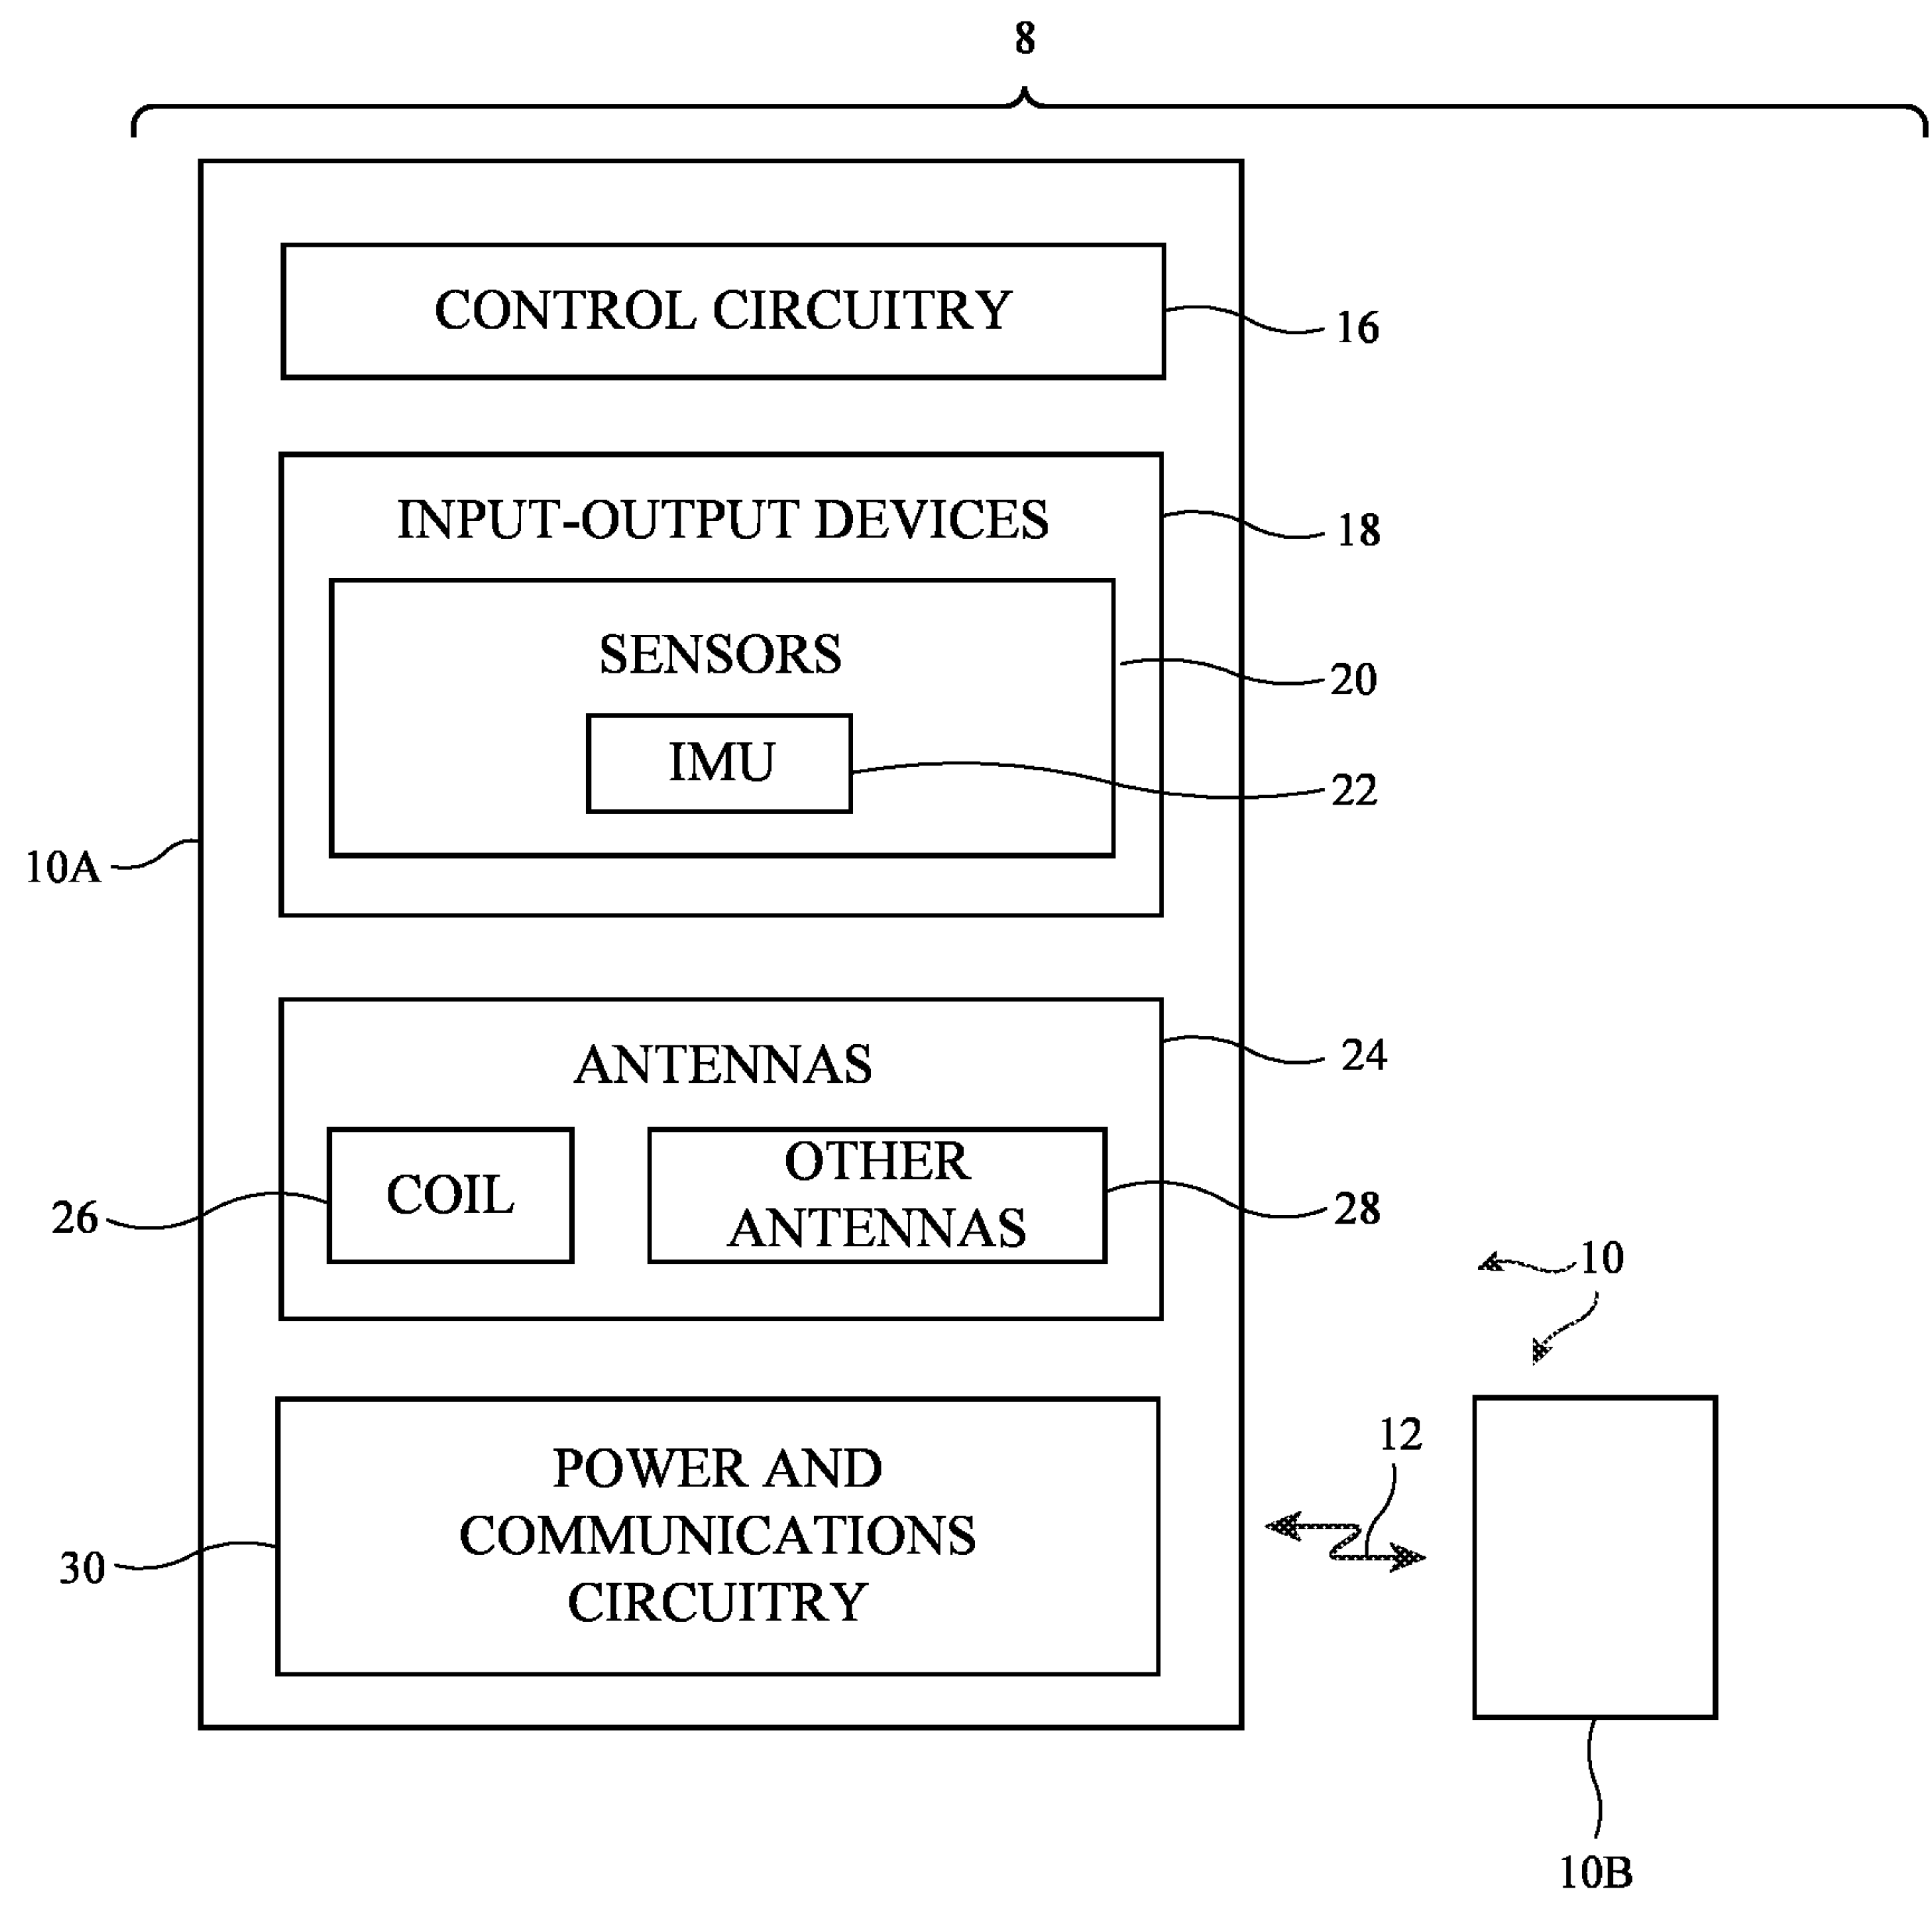 8
CONTROL CIRCUITRY
16
INPUT-OUTPUT DEVICES
18
SENSORS
20
IMU
22
10A
ANTENNAS
24
COIL
OTHER
ANTENNAS
26
28
10
POWER AND
COMMUNICATIONS
CIRCUITRY
12
30
10B